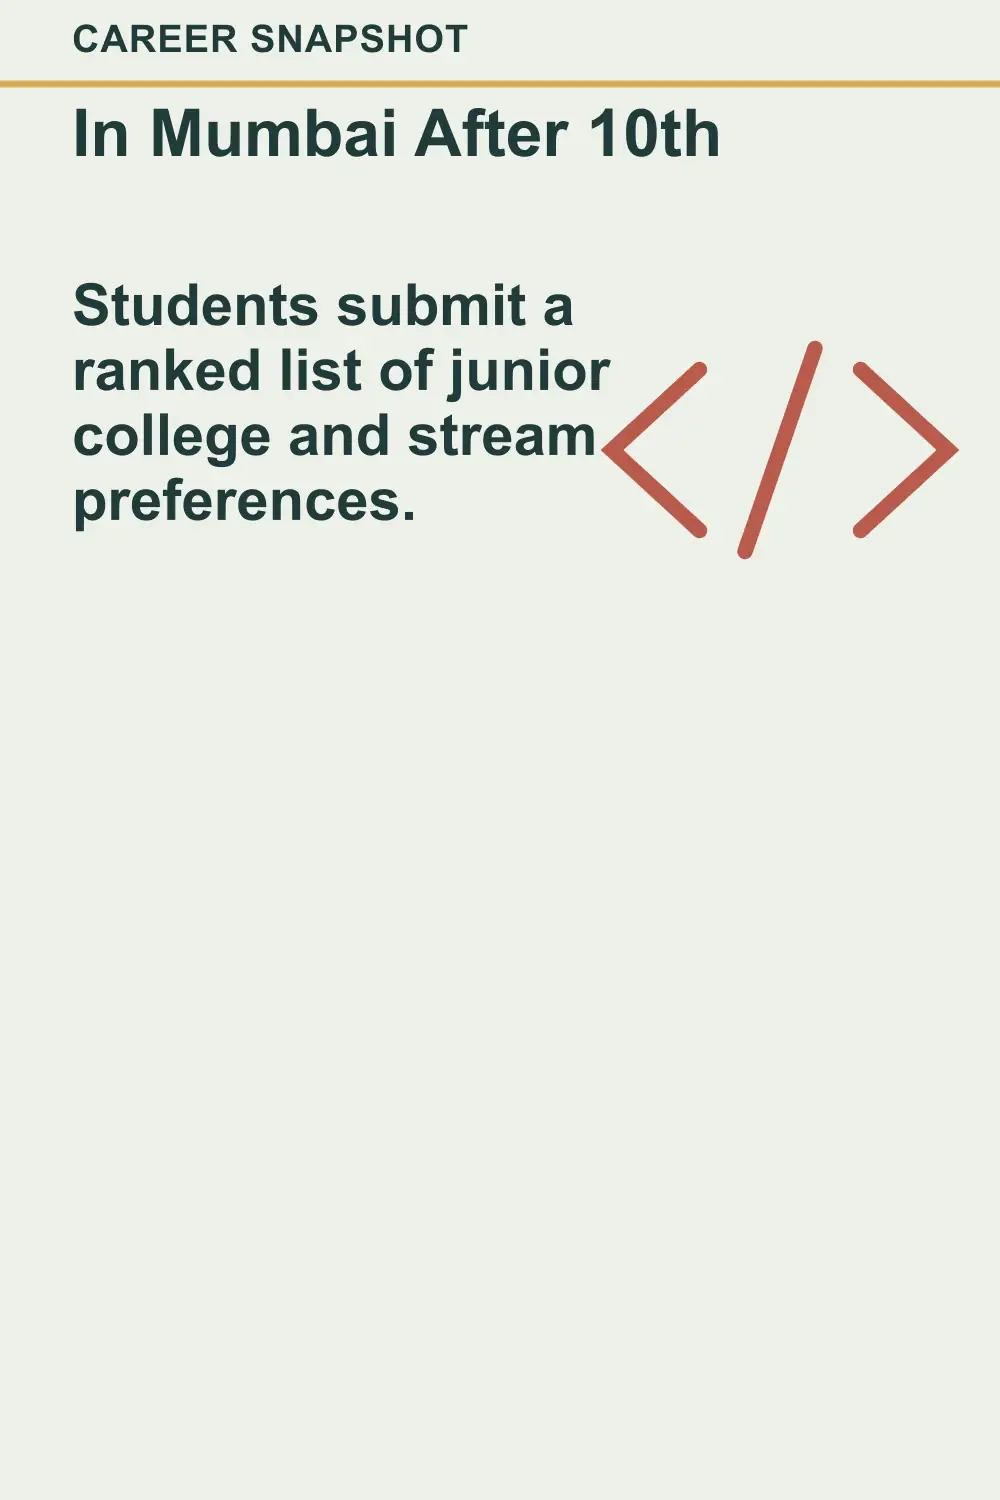 CAREER SNAPSHOT
In Mumbai After 10th
Students submit a
ranked list of junior
college and stream
preferences.